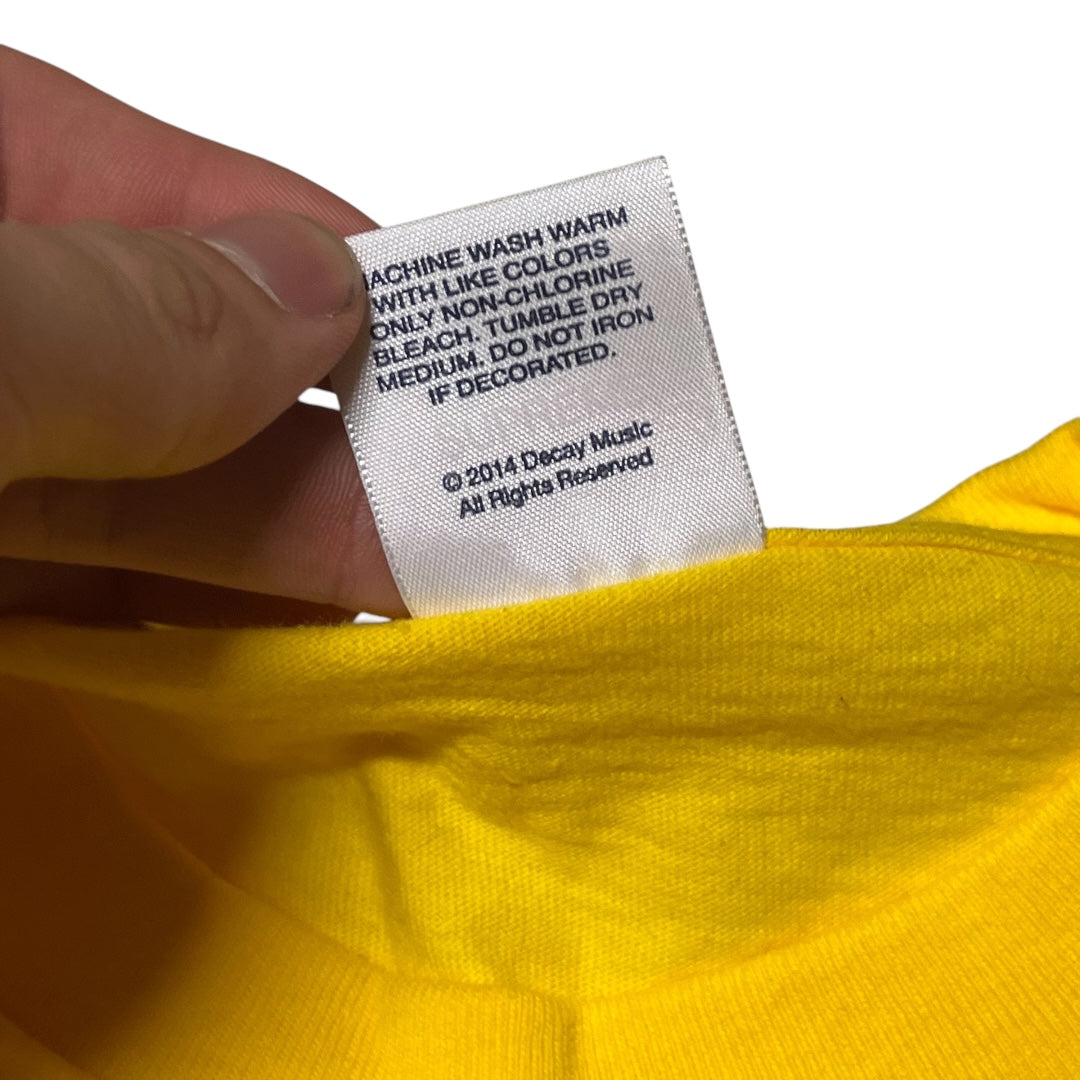 ACHINE WASH WARM
WITH LIKE COLORS
ONLY NON-CHLORINE
BLEACH. TUMBLE DRY
MEDIUM. DO NOT IRON
IF DECORATED.
© 2014 Decay Music
All Rights Reserved